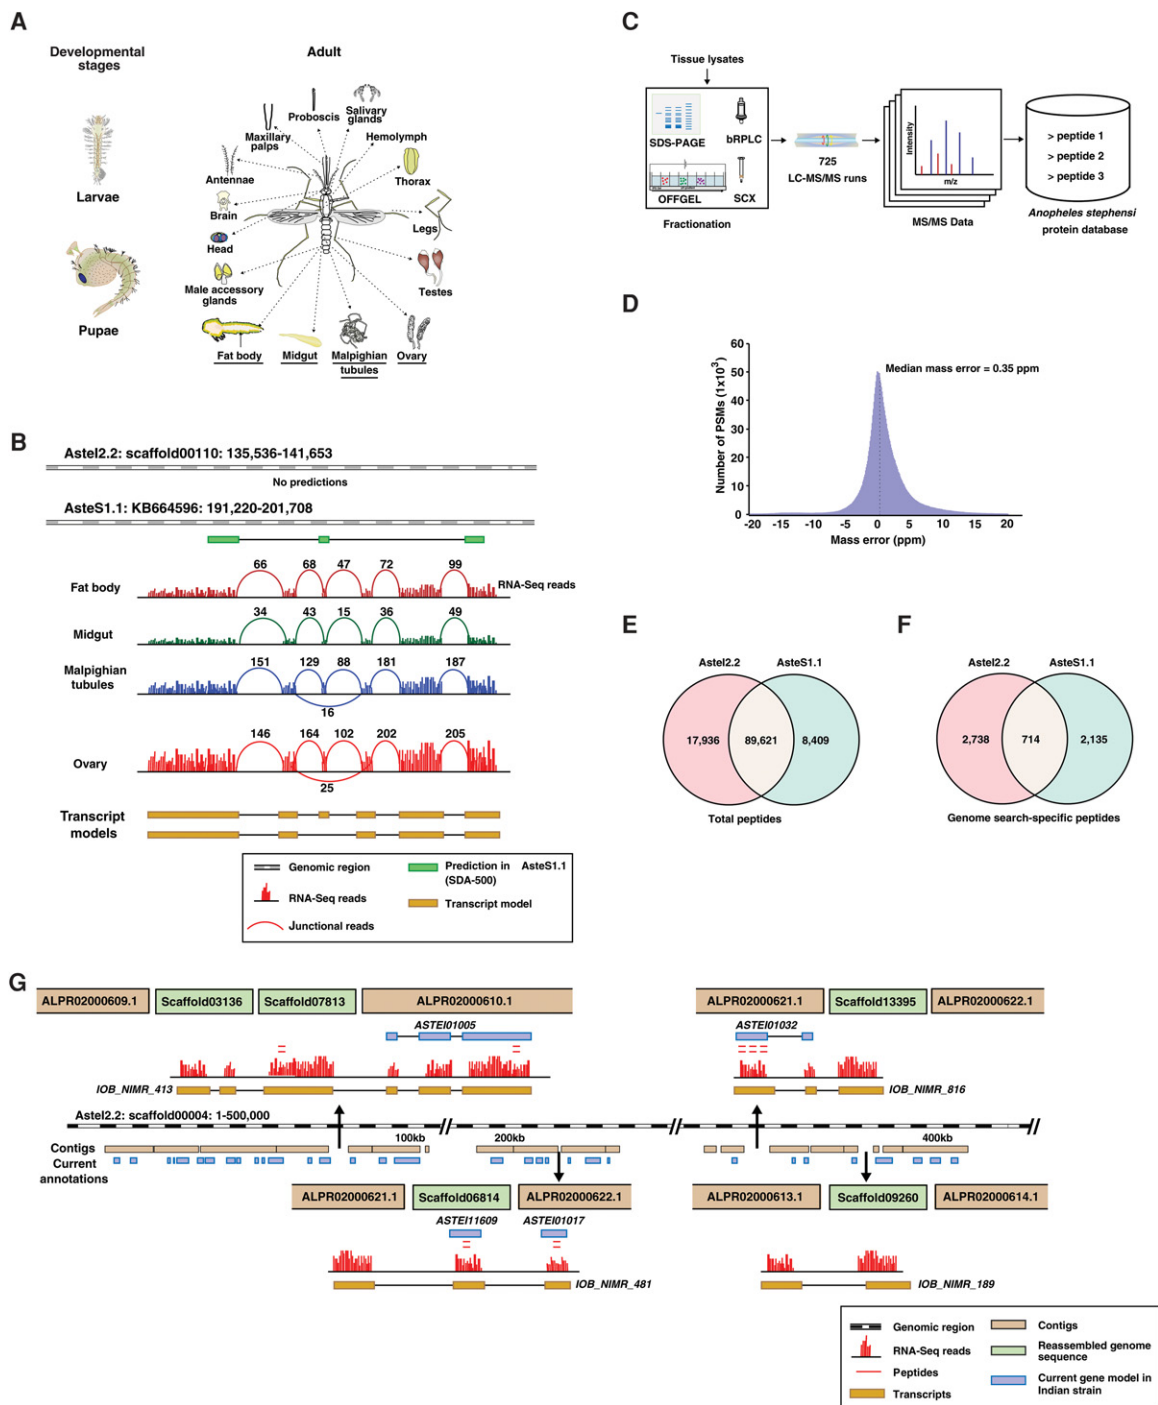 A
Developmental
stages
Adult
Larvae
Pupae
Proboscis
Salivary
glands
Maxillary
palps
Hemolymph
Antennae
Thorax
Brain
Legs
Head
Male accessory
glands
Testes
Fat body
Midgut
Malpighian
tubules
Ovary
B
AsteI2.2: scaffold00110: 135,536-141,653
No predictions
AsteS1.1: KB664596: 191,220-201,708
Fat body
66 68 47 72 99
RNA-Seq reads
Midgut
34 43 15 36 49
Malpighian
tubules
151 129 88 181 187
16
Ovary
146 164 102 202 205
25
Transcript
models
Genomic region
RNA-Seq reads
Junctional reads
Prediction in AsteS1.1
(SDA-500)
Transcript model
C
Tissue lysates
SDS-PAGE
bRPLC
OFFGEL
SCX
Fractionation
725
LC-MS/MS runs
Intensity
m/z
MS/MS Data
> peptide 1
> peptide 2
> peptide 3
Anopheles stephensi
protein database
D
Number of PSMs (1x10³)
60
50
40
30
20
10
0
Median mass error = 0.35 ppm
-20 -15 -10 -5 0 5 10 15 20
Mass error (ppm)
E
AsteI2.2 AsteS1.1
17,936 89,621 8,409
Total peptides
F
AsteI2.2 AsteS1.1
2,738 714 2,135
Genome search-specific peptides
G
ALPR02000609.1 Scaffold03136 Scaffold07813 ALPR02000610.1
ASTEI01005
IOB_NIMR_413
ALPR02000621.1 Scaffold13395 ALPR02000622.1
ASTEI01032
IOB_NIMR_816
AsteI2.2: scaffold00004: 1-500,000
Contigs
100kb 200kb 400kb
Current
annotations
ALPR02000621.1 Scaffold06814 ALPR02000622.1
ASTEI11609 ASTEI01017
IOB_NIMR_481
ALPR02000613.1 Scaffold09260 ALPR02000614.1
IOB_NIMR_189
Genomic region
RNA-Seq reads
Peptides
Transcripts
Contigs
Reassembled genome
sequence
Current gene model in
Indian strain